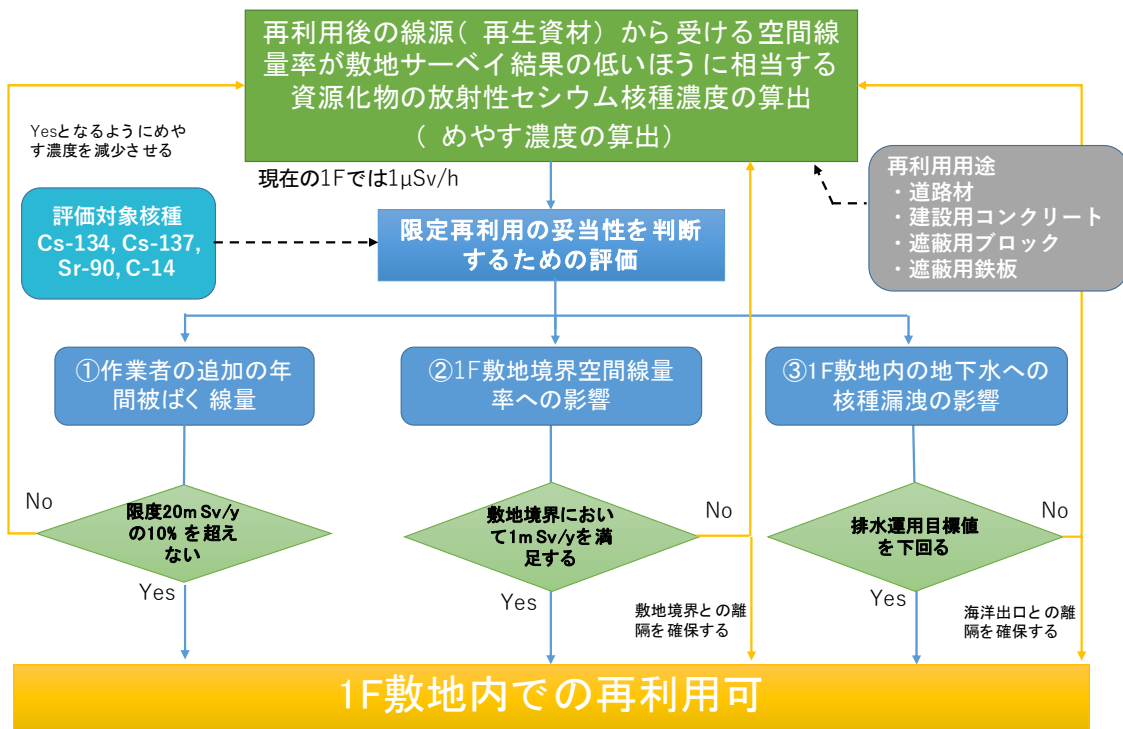 再利用後の線源( 再生資材) から 受ける空間線
量率が敷地サーベイ結果の低いほうに相当する
資源化物の放射性セシウム核種濃度の算出
( めやす濃度の算出)
Yesとなるようにめや
す濃度を減少させる
現在の1Fでは1μSv/h
再利用用途
・道路材
・建設用コンクリート
・遮蔽用ブロック
・遮蔽用鉄板
評価対象核種
Cs-134, Cs-137,
Sr-90, C-14
限定再利用の妥当性を判断
するための評価
①作業者の追加の年
間被ばく 線量
②1F敷地境界空間線量
率への影響
③1F敷地内の地下水への
核種漏洩の影響
No
限度20mSv/y
の10% を超え
ない
Yes
敷地境界におい
て1mSv/yを満
足する
No
Yes
敷地境界との離
隔を確保する
排水運用目標値
を下回る
No
Yes
海洋出口との離
隔を確保する
1F敷地内での再利用可